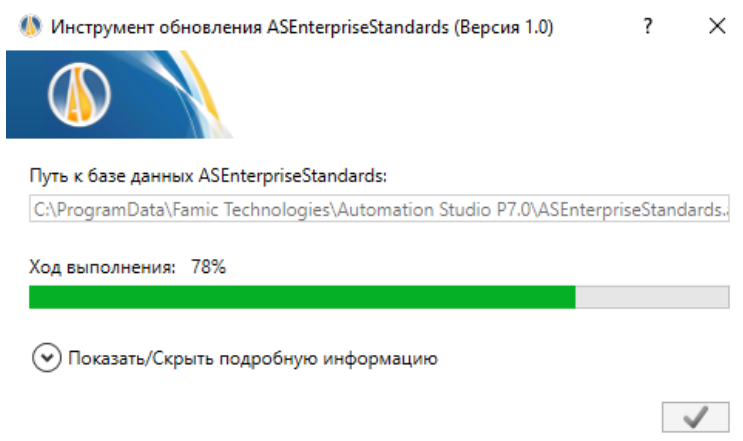 Инструмент обновления ASEnterpriseStandards (Версия 1.0) ?
Путь к базе данных ASEnterpriseStandards:
C:\ProgramData\Famic Technologies\Automation Studio P7.0\ASEnterpriseStandards.
Ход выполнения: 78%
Показать/Скрыть подробную информацию